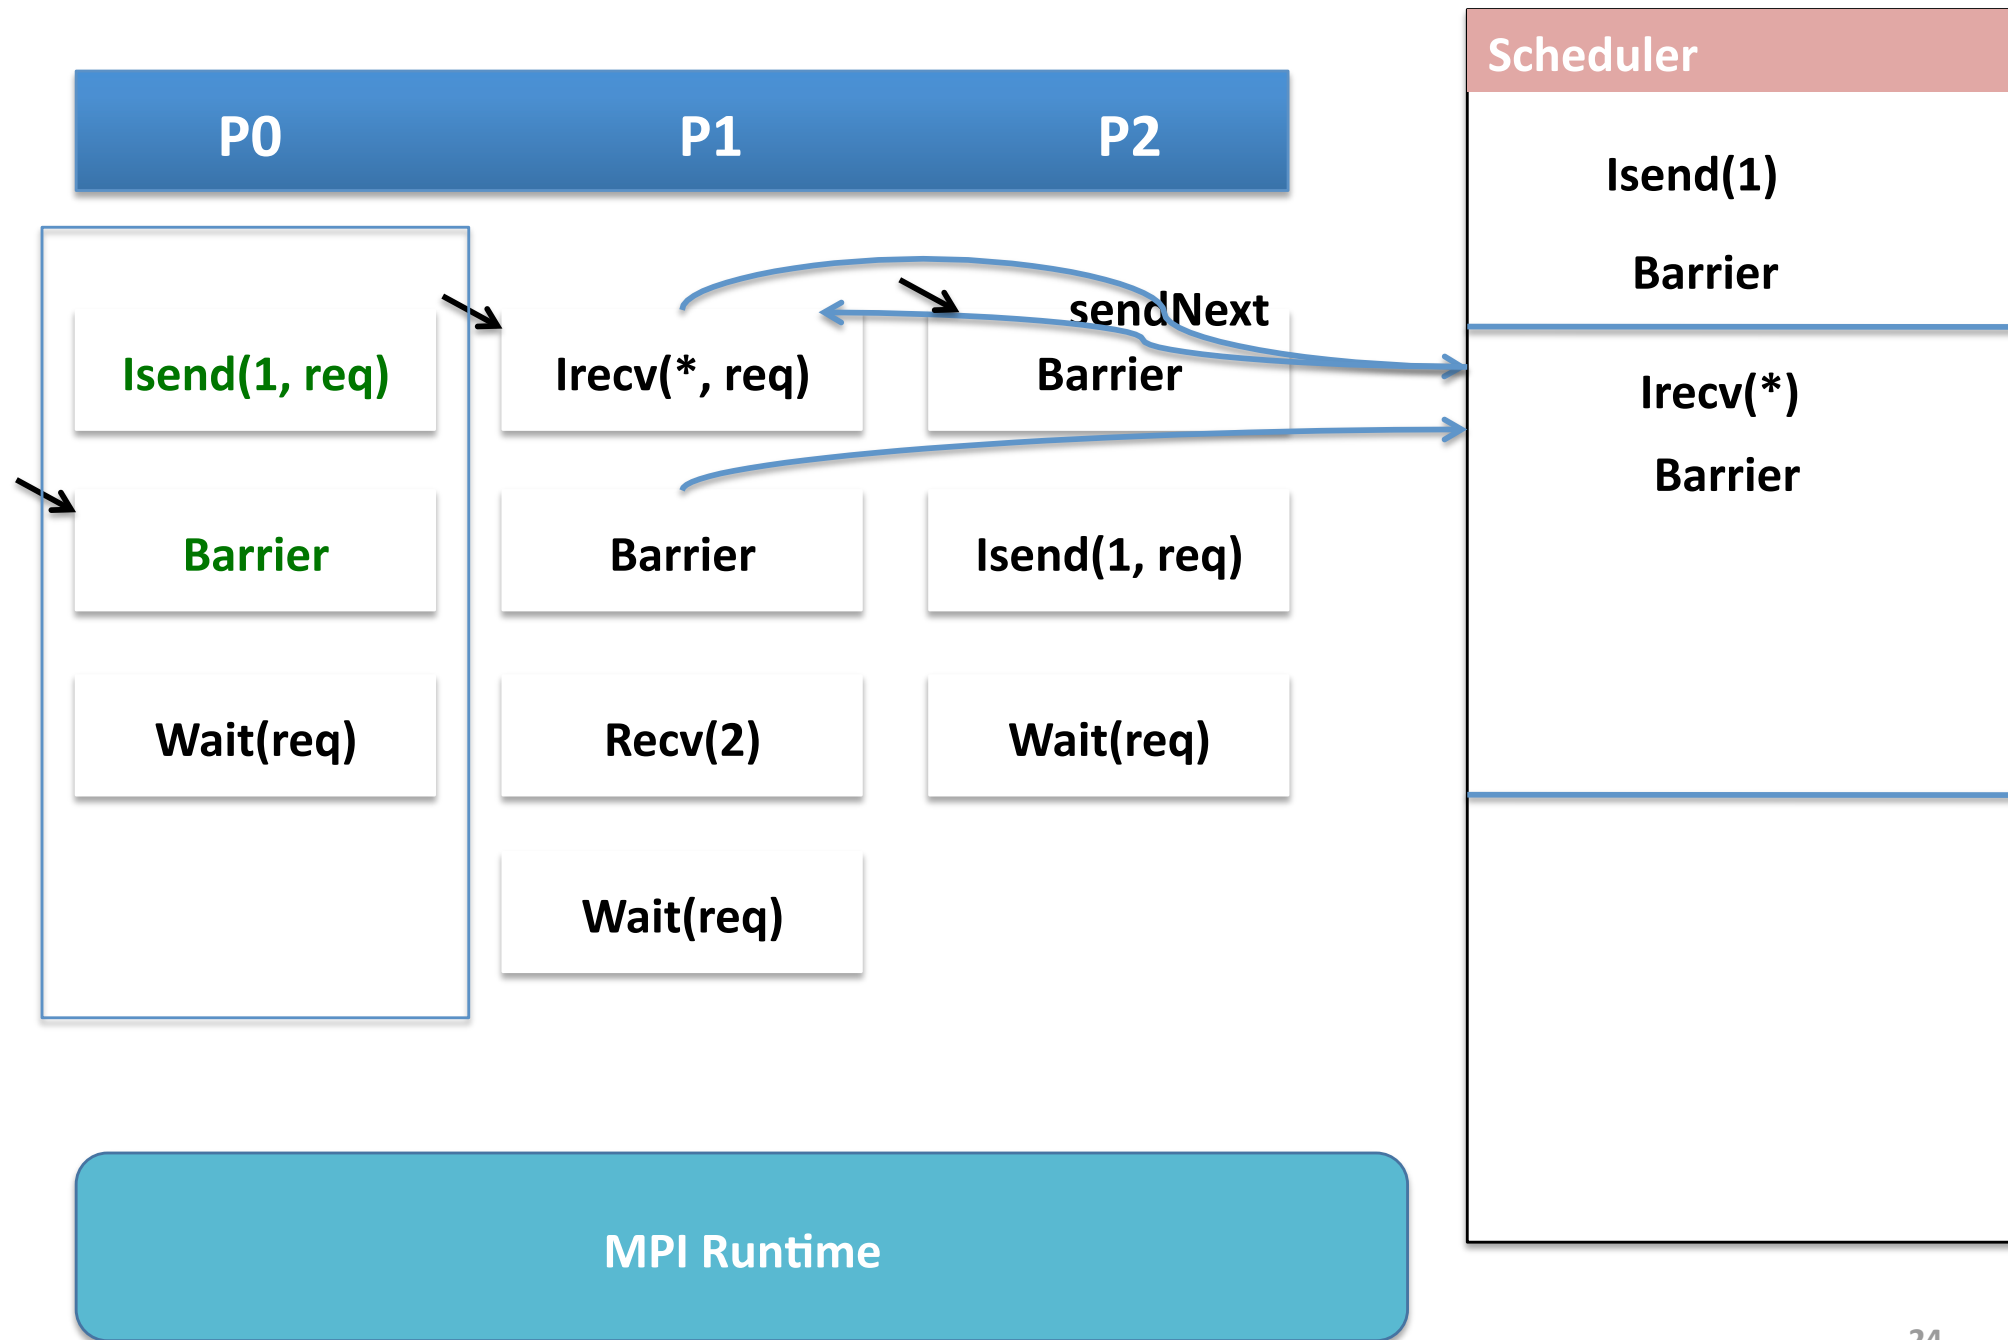 Scheduler
P0 P1 P2
Isend(1)
Barrier
sendNext
Isend(1, req) Irecv(*, req) Barrier
Irecv(*)
Barrier
Barrier Barrier Isend(1, req)
Wait(req) Recv(2) Wait(req)
Wait(req)
MPI Runtime
24